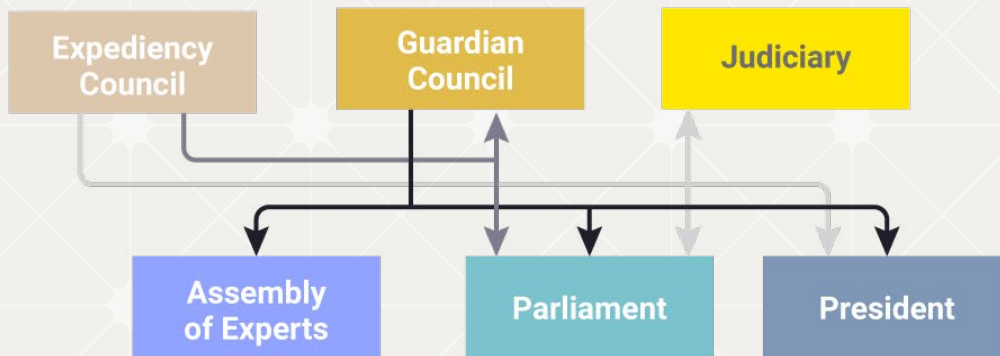 Expediency
Council
Guardian
Council
Judiciary
Assembly
of Experts
Parliament
President